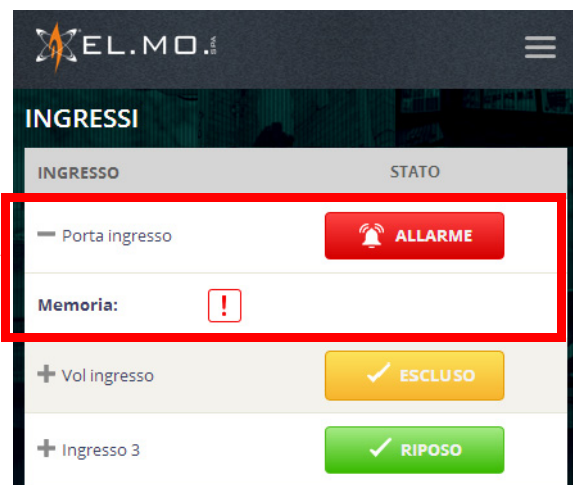 EL.MO. SPA
INGRESSI
INGRESSO STATO
Porta ingresso ALLARME
Memoria: !
Vol ingresso ESCLUSO
Ingresso 3 RIPOSO